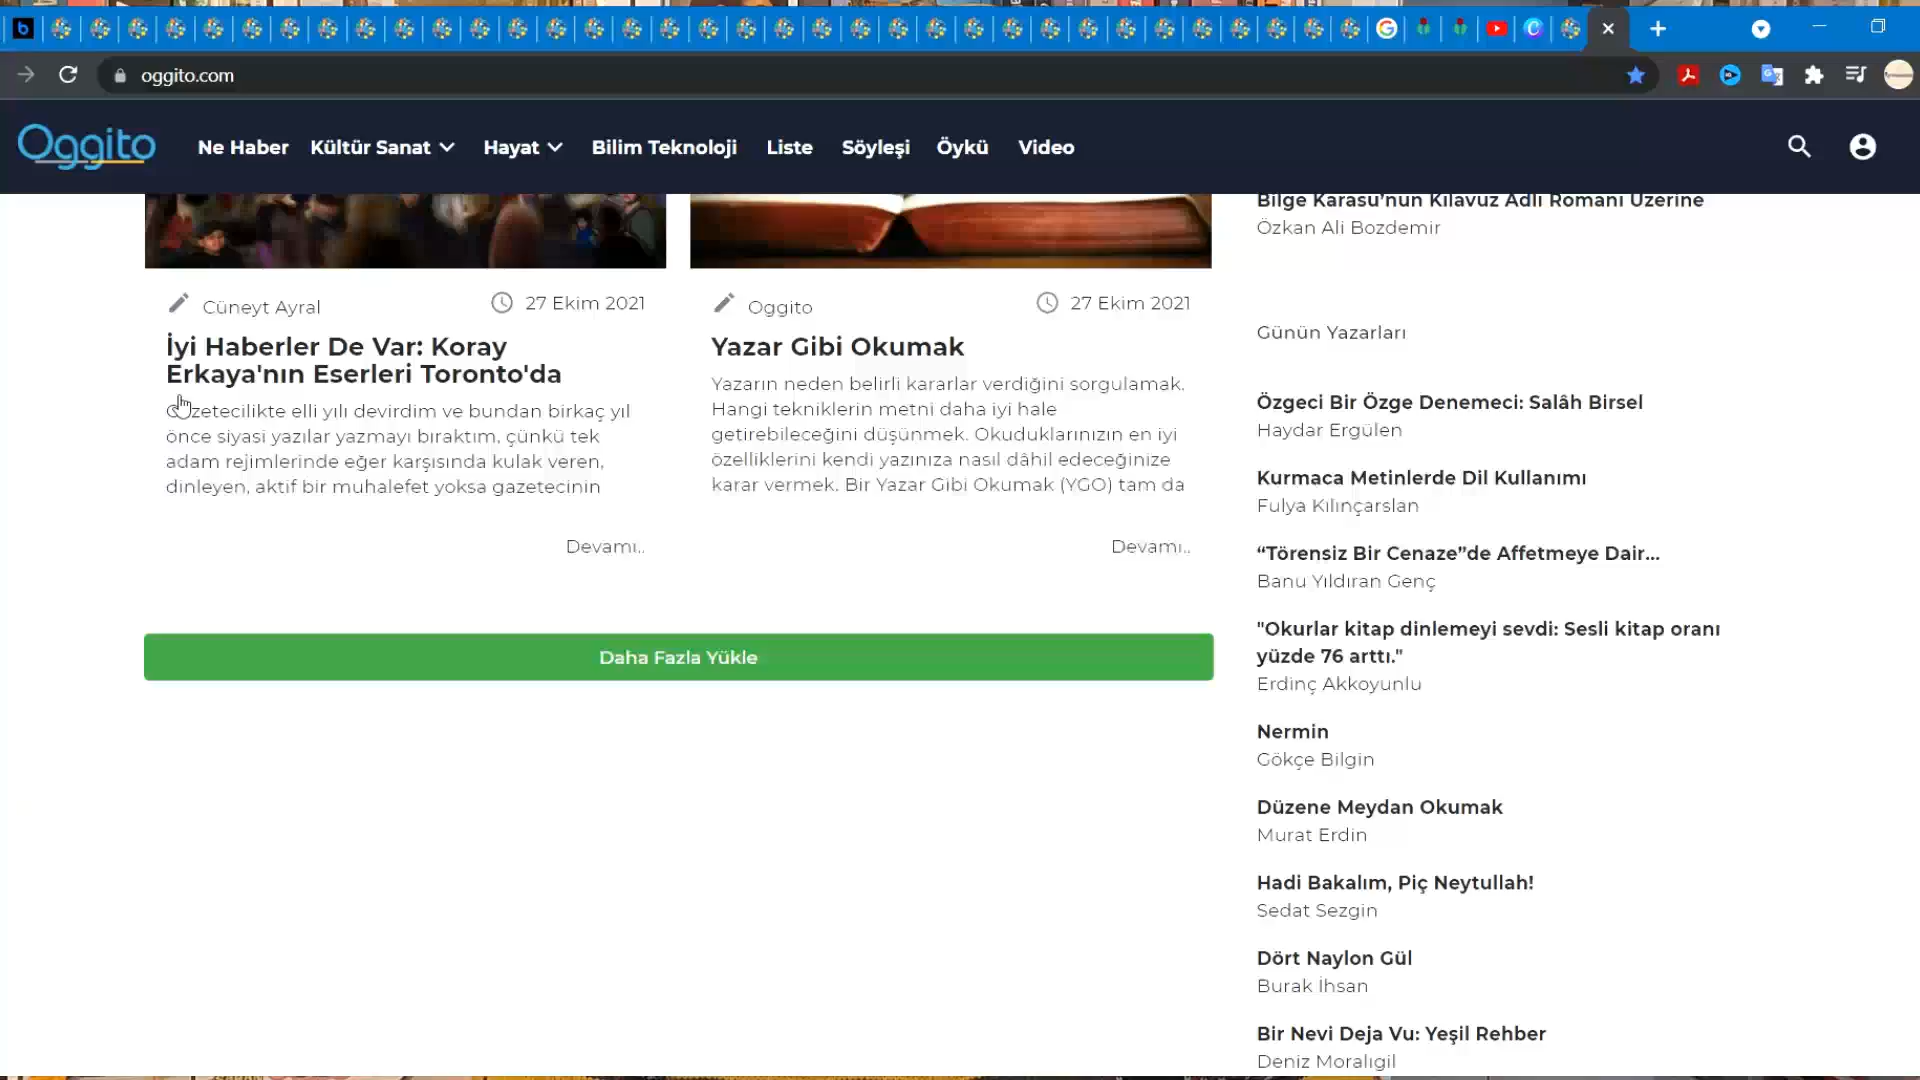 oggito.com
Oggito
Ne Haber
Kültür Sanat
Hayat
Bilim Teknoloji
Liste
Söyleşi
Öykü
Video
Cüneyt Ayral
27 Ekim 2021
İyi Haberler De Var: Koray
Erkaya'nın Eserleri Toronto'da
Gazetecilikte elli yılı devirdim ve bundan birkaç yıl
önce siyasi yazılar yazmayı bıraktım, çünkü tek
adam rejimlerinde eğer karşısında kulak veren,
dinleyen, aktif bir muhalefet yoksa gazetecinin
Devamı..
Oggito
27 Ekim 2021
Yazar Gibi Okumak
Yazarın neden belirli kararlar verdiğini sorgulamak.
Hangi tekniklerin metni daha iyi hale
getirebileceğini düşünmek. Okuduklarınızın en iyi
özelliklerini kendi yazınıza nasıl dâhil edeceğinize
karar vermek. Bir Yazar Gibi Okumak (YGO) tam da
Devamı..
Daha Fazla Yükle
Bilge Karasu'nun Kılavuz Adlı Romanı Üzerine
Özkan Ali Bozdemir
Günün Yazarları
Özgeci Bir Özge Denemeci: Salâh Birsel
Haydar Ergülen
Kurmaca Metinlerde Dil Kullanımı
Fulya Kılınçarslan
“Törensiz Bir Cenaze”de Affetmeye Dair...
Banu Yıldıran Genç
"Okurlar kitap dinlemeyi sevdi: Sesli kitap oranı
yüzde 76 arttı."
Erdinç Akkoyunlu
Nermin
Gökçe Bilgin
Düzene Meydan Okumak
Murat Erdin
Hadi Bakalım, Piç Neytullah!
Sedat Sezgin
Dört Naylon Gül
Burak İhsan
Bir Nevi Deja Vu: Yeşil Rehber
Deniz Moralıgil